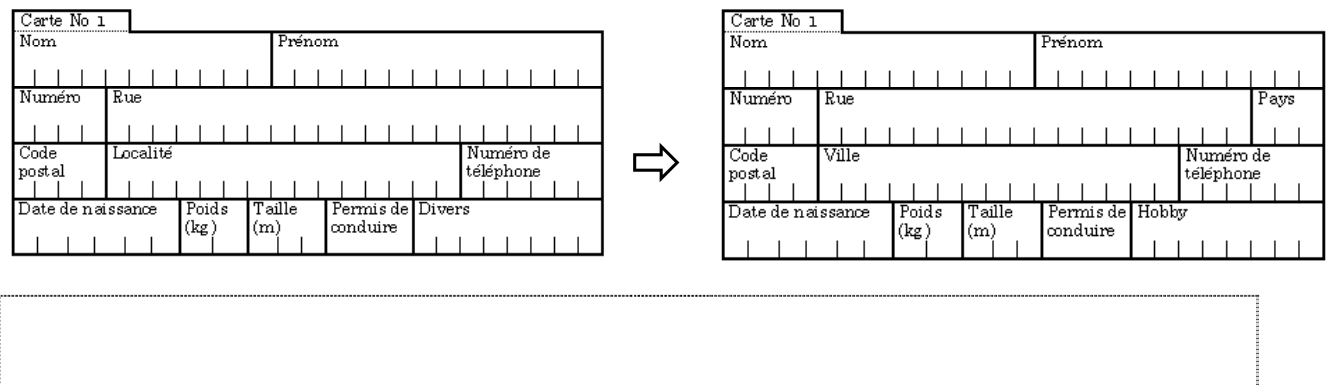 Carte No 1
Nom Prénom
Numéro Rue
Code postal Localité Numéro de téléphone
Date de naissance Poids (kg) Taille (m) Permis de conduire Divers
Carte No 1
Nom Prénom
Numéro Rue Pays
Code postal Ville Numéro de téléphone
Date de naissance Poids (kg) Taille (m) Permis de conduire Hobby